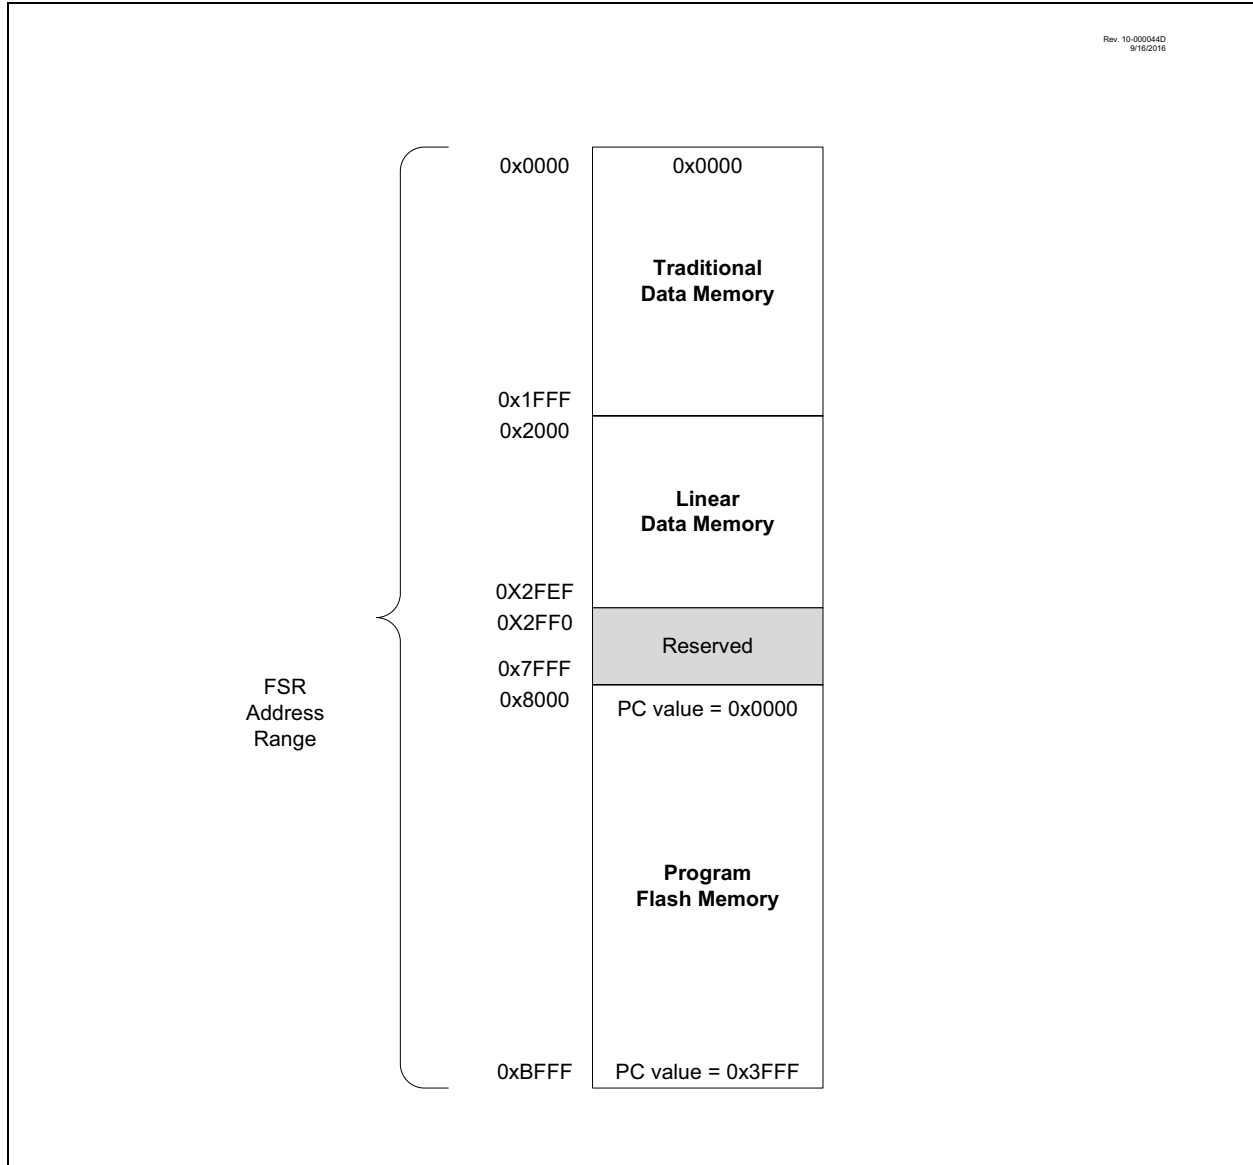 Rev. 10-000044D
9/16/2016
0x0000
0x0000
Traditional
Data Memory
0x1FFF
0x2000
Linear
Data Memory
0X2FEF
0X2FF0
Reserved
0x7FFF
0x8000
PC value = 0x0000
FSR
Address
Range
Program
Flash Memory
0xBFFF
PC value = 0x3FFF